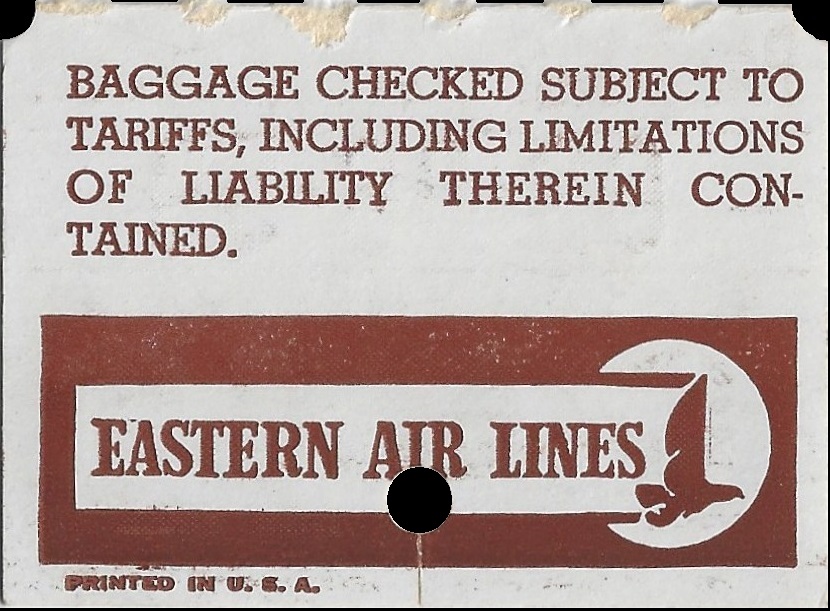 BAGGAGE CHECKED SUBJECT TO
TARIFFS, INCLUDING LIMITATIONS
OF LIABILITY THEREIN CON-
TAINED.
EASTERN AIR LINES
PRINTED IN U. S. A.